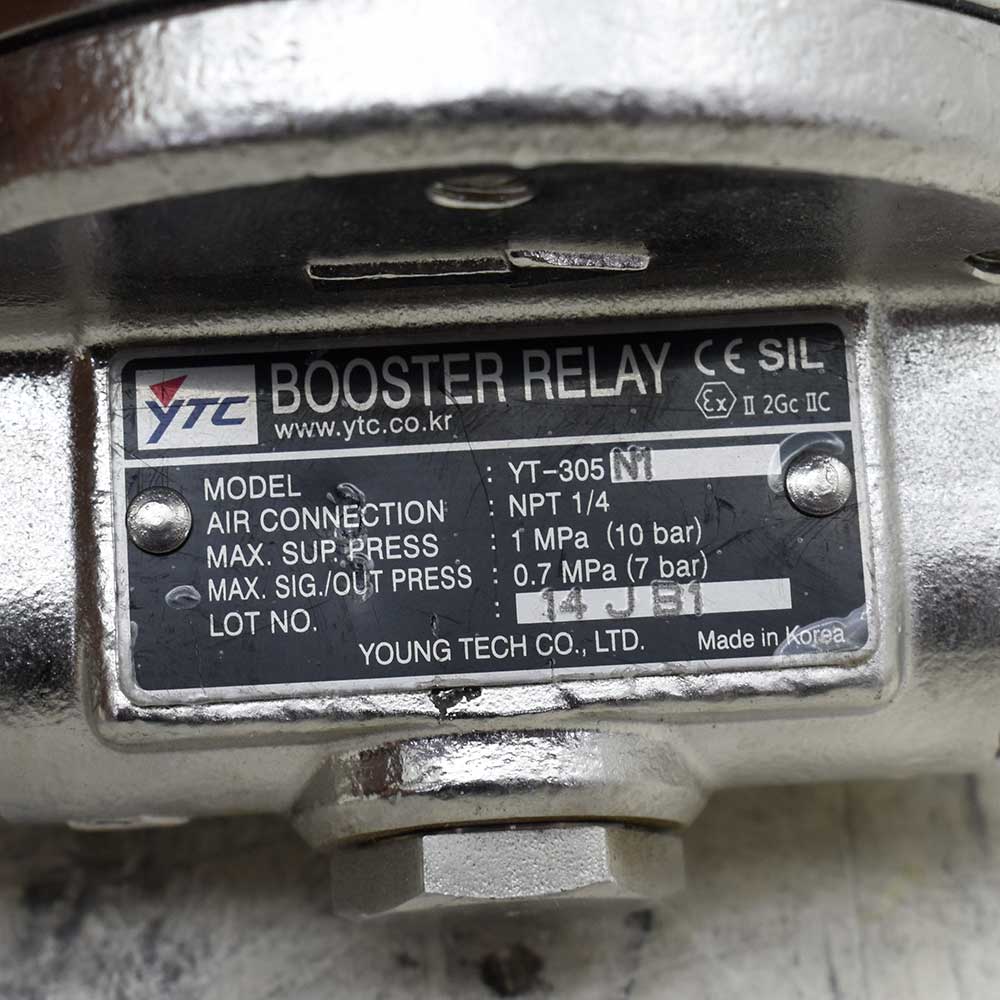 YTC BOOSTER RELAY CE SIL
www.ytc.co.kr Ex II 2Gc IIC
MODEL : YT-305 N1
AIR CONNECTION : NPT 1/4
MAX. SUP. PRESS : 1 MPa (10 bar)
MAX. SIG./OUT PRESS : 0.7 MPa (7 bar)
LOT NO. : 14 J B1
YOUNG TECH CO., LTD. Made in Korea